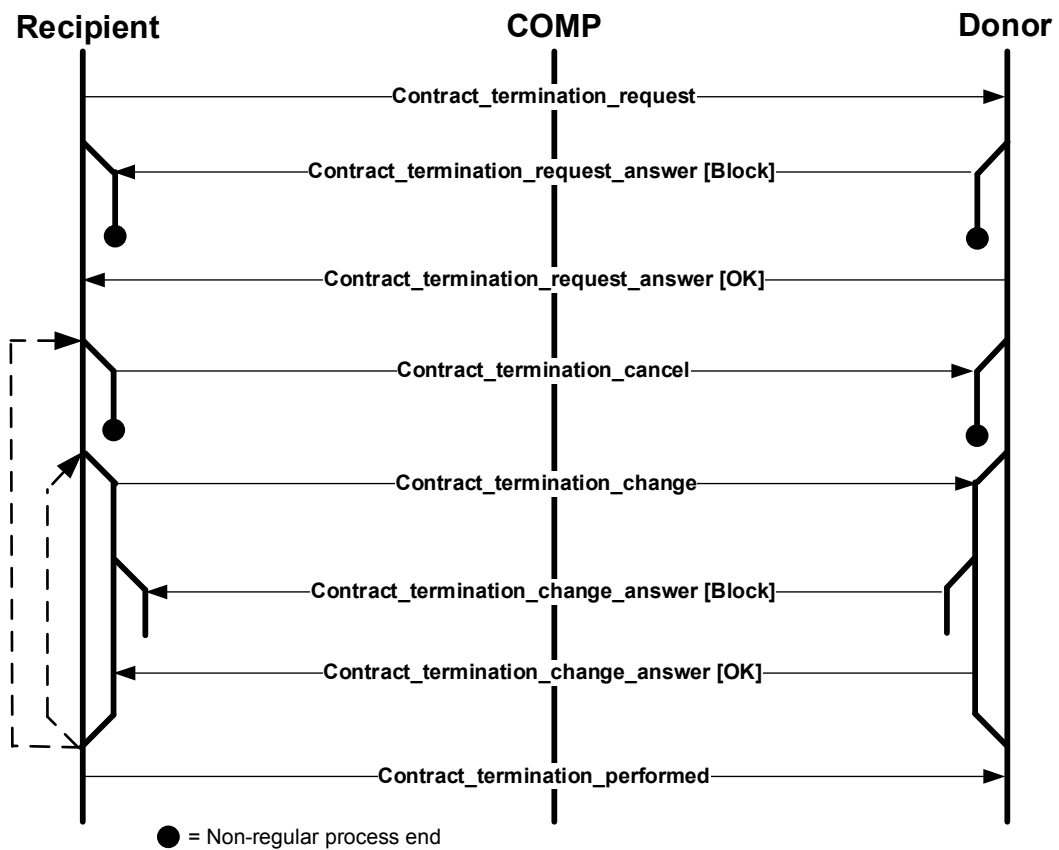 Recipient COMP Donor
Contract_termination_request
Contract_termination_request_answer [Block]
Contract_termination_request_answer [OK]
Contract_termination_cancel
Contract_termination_change
Contract_termination_change_answer [Block]
Contract_termination_change_answer [OK]
Contract_termination_performed
= Non-regular process end